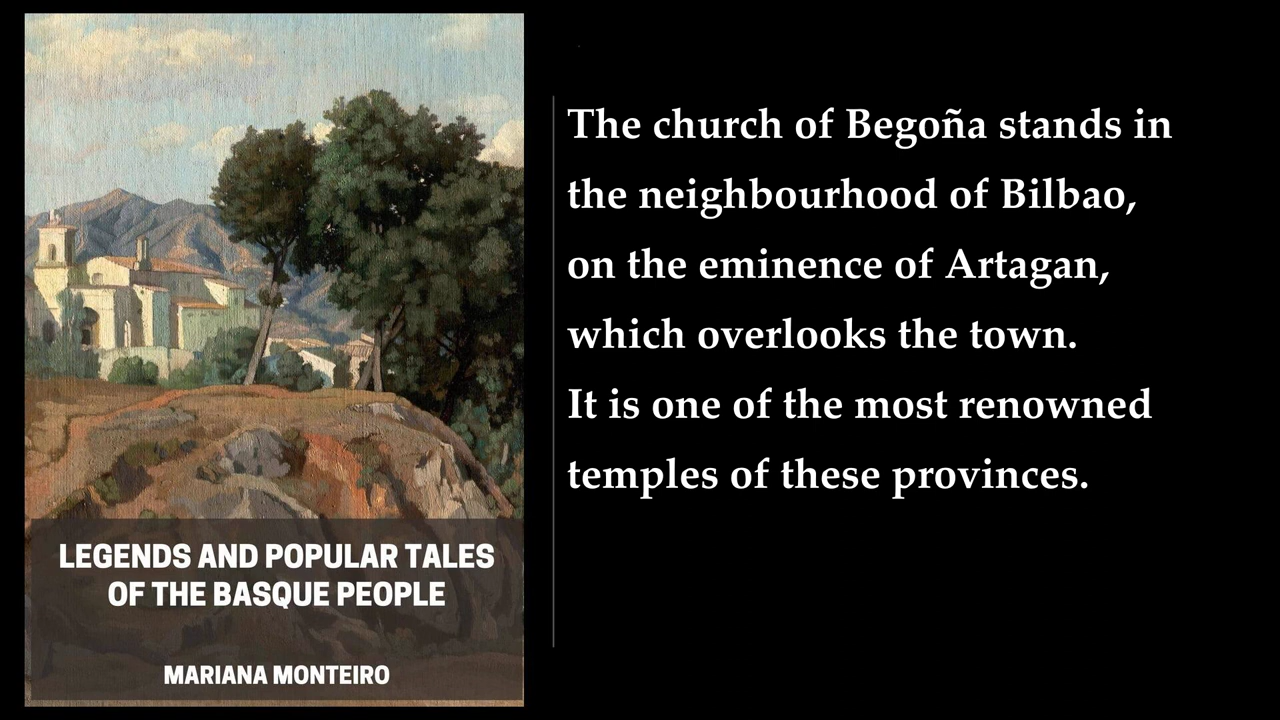 The church of Begoña stands in
the neighbourhood of Bilbao,
on the eminence of Artagan,
which overlooks the town.
It is one of the most renowned
temples of these provinces.
LEGENDS AND POPULAR TALES
OF THE BASQUE PEOPLE
MARIANA MONTEIRO